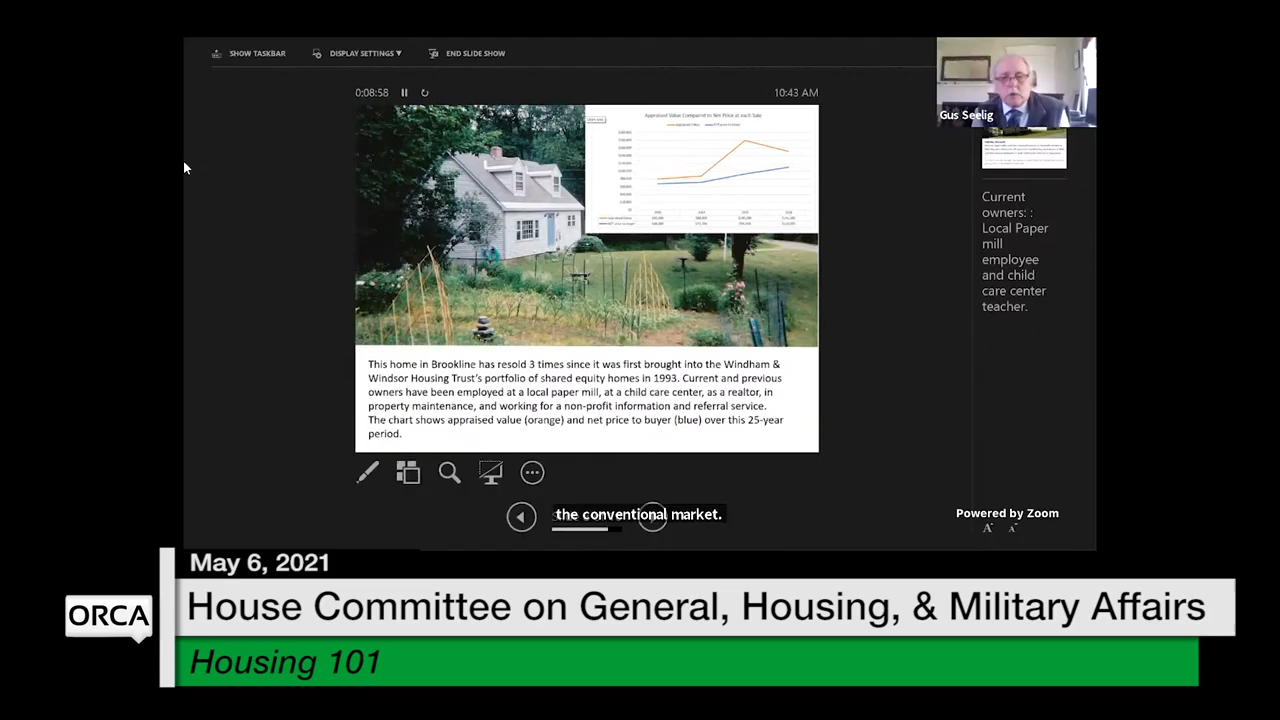 SHOW TASKBAR
DISPLAY SETTINGS ▼
END SLIDE SHOW
0:08:58
10:43 AM
Gus Seelig
Appraised Value Compared to Net Price at each Sale
Current
owners: :
Local Paper
mill
employee
and child
care center
teacher.
This home in Brookline has resold 3 times since it was first brought into the Windham &
Windsor Housing Trust's portfolio of shared equity homes in 1993. Current and previous
owners have been employed at a local paper mill, at a child care center, as a realtor, in
property maintenance, and working for a non-profit information and referral service.
The chart shows appraised value (orange) and net price to buyer (blue) over this 25-year
period.
the conventional market.
Powered by Zoom
A A
May 6, 2021
ORCA
House Committee on General, Housing, & Military Affairs
Housing 101